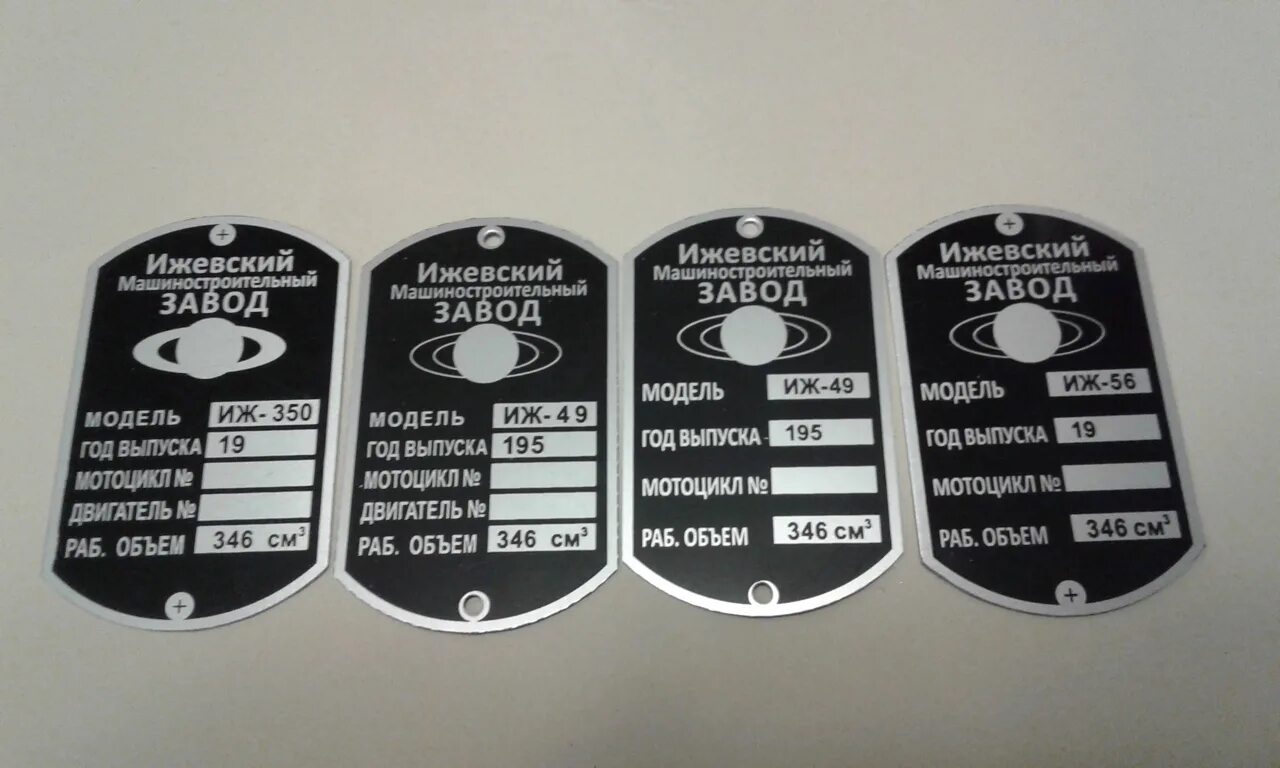 Ижевский
Машиностроительный
ЗАВОД
МОДЕЛЬ ИЖ-350
ГОД ВЫПУСКА 19
МОТОЦИКЛ №
ДВИГАТЕЛЬ №
РАБ. ОБЪЕМ 346 см³
Ижевский
Машиностроительный
ЗАВОД
МОДЕЛЬ ИЖ-49
ГОД ВЫПУСКА 195
МОТОЦИКЛ №
ДВИГАТЕЛЬ №
РАБ. ОБЪЕМ 346 см³
Ижевский
Машиностроительный
ЗАВОД
МОДЕЛЬ ИЖ-49
ГОД ВЫПУСКА 195
МОТОЦИКЛ №
РАБ. ОБЪЕМ 346 см³
Ижевский
Машиностроительный
ЗАВОД
МОДЕЛЬ ИЖ-56
ГОД ВЫПУСКА 19
МОТОЦИКЛ №
РАБ. ОБЪЕМ 346 см³